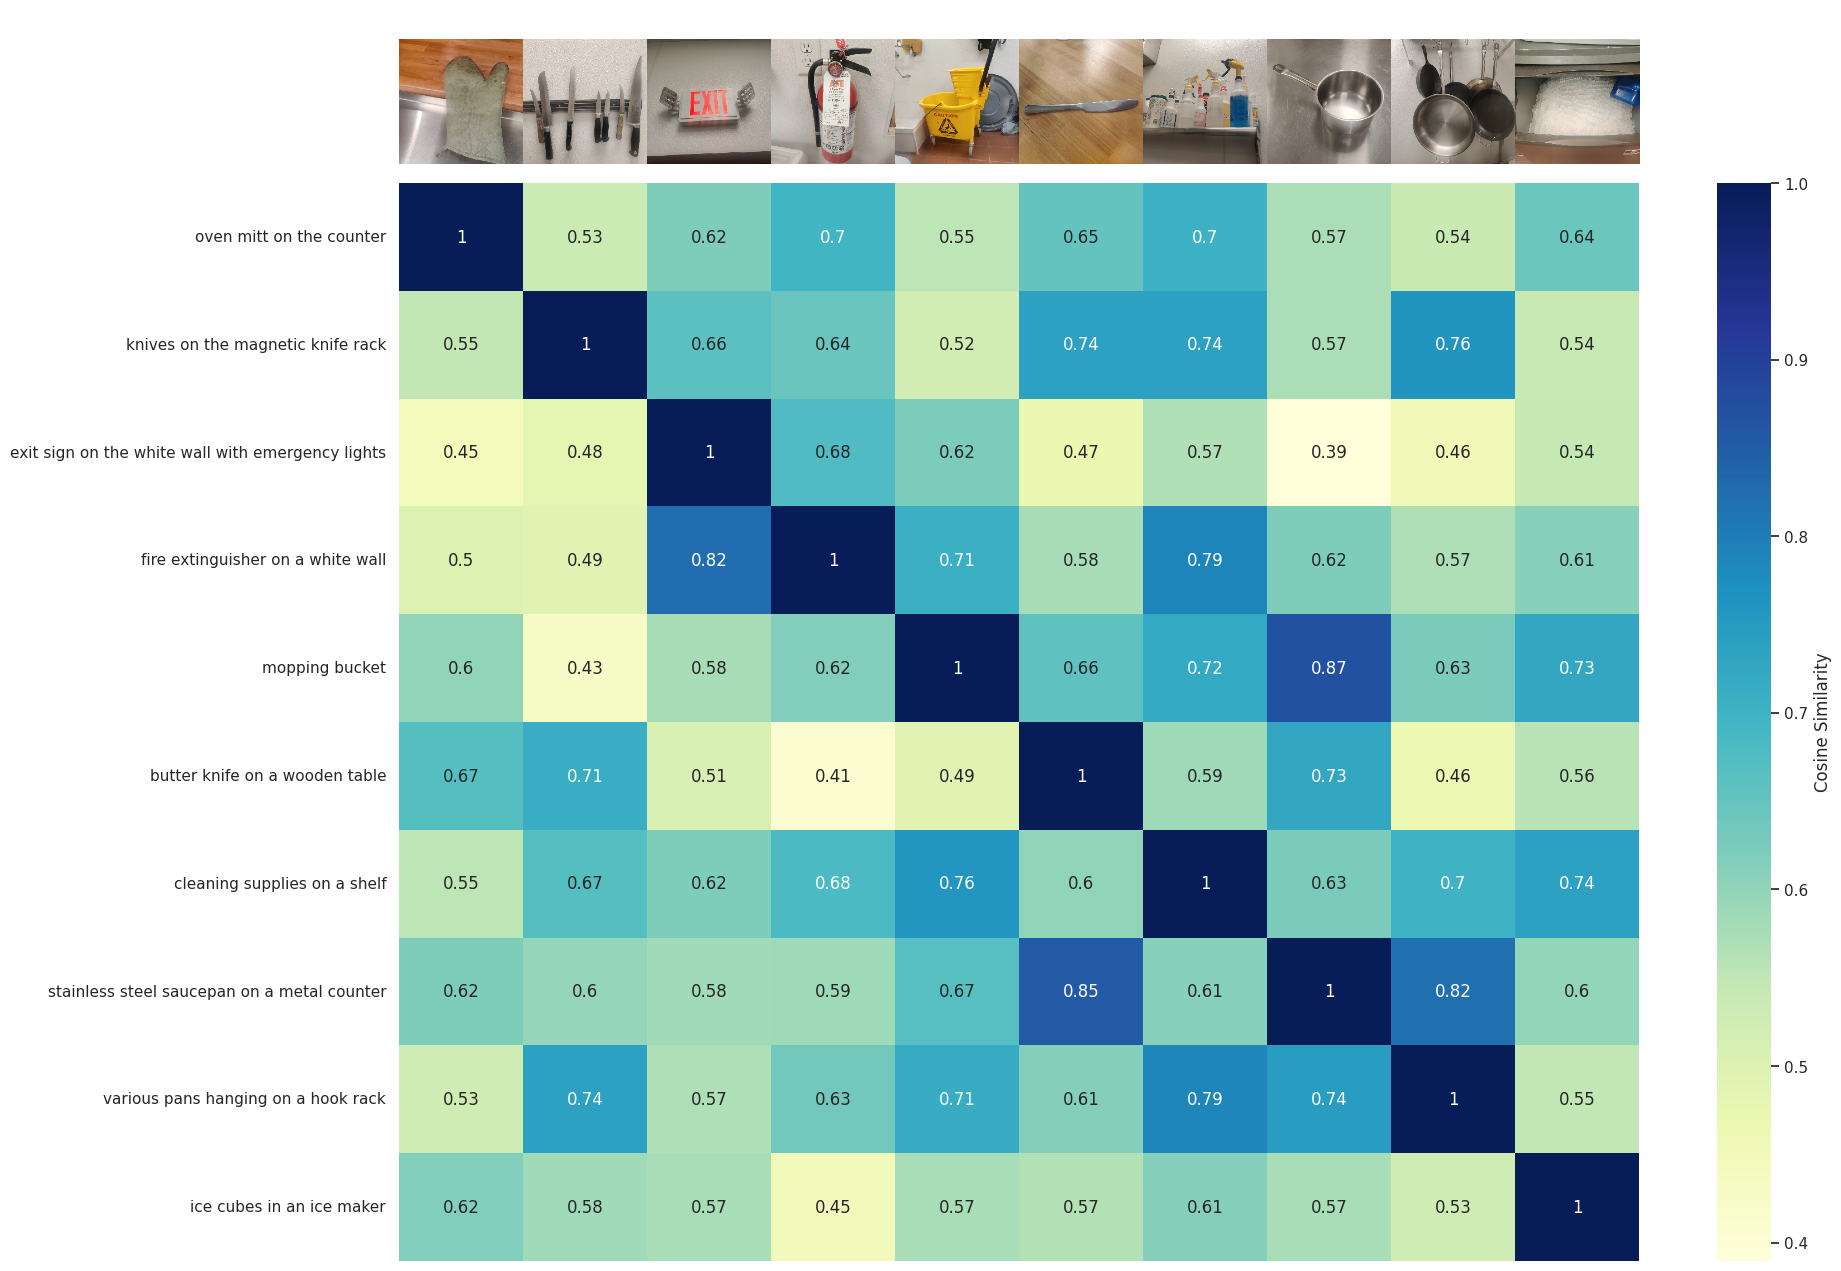 EXIT
CAUTION
oven mitt on the counter 1 0.53 0.62 0.7 0.55 0.65 0.7 0.57 0.54 0.64
knives on the magnetic knife rack 0.55 1 0.66 0.64 0.52 0.74 0.74 0.57 0.76 0.54
exit sign on the white wall with emergency lights 0.45 0.48 1 0.68 0.62 0.47 0.57 0.39 0.46 0.54
fire extinguisher on a white wall 0.5 0.49 0.82 1 0.71 0.58 0.79 0.62 0.57 0.61
mopping bucket 0.6 0.43 0.58 0.62 1 0.66 0.72 0.87 0.63 0.73
butter knife on a wooden table 0.67 0.71 0.51 0.41 0.49 1 0.59 0.73 0.46 0.56
cleaning supplies on a shelf 0.55 0.67 0.62 0.68 0.76 0.6 1 0.63 0.7 0.74
stainless steel saucepan on a metal counter 0.62 0.6 0.58 0.59 0.67 0.85 0.61 1 0.82 0.6
various pans hanging on a hook rack 0.53 0.74 0.57 0.63 0.71 0.61 0.79 0.74 1 0.55
ice cubes in an ice maker 0.62 0.58 0.57 0.45 0.57 0.57 0.61 0.57 0.53 1
1.0
0.9
0.8
0.7
0.6
0.5
0.4
Cosine Similarity